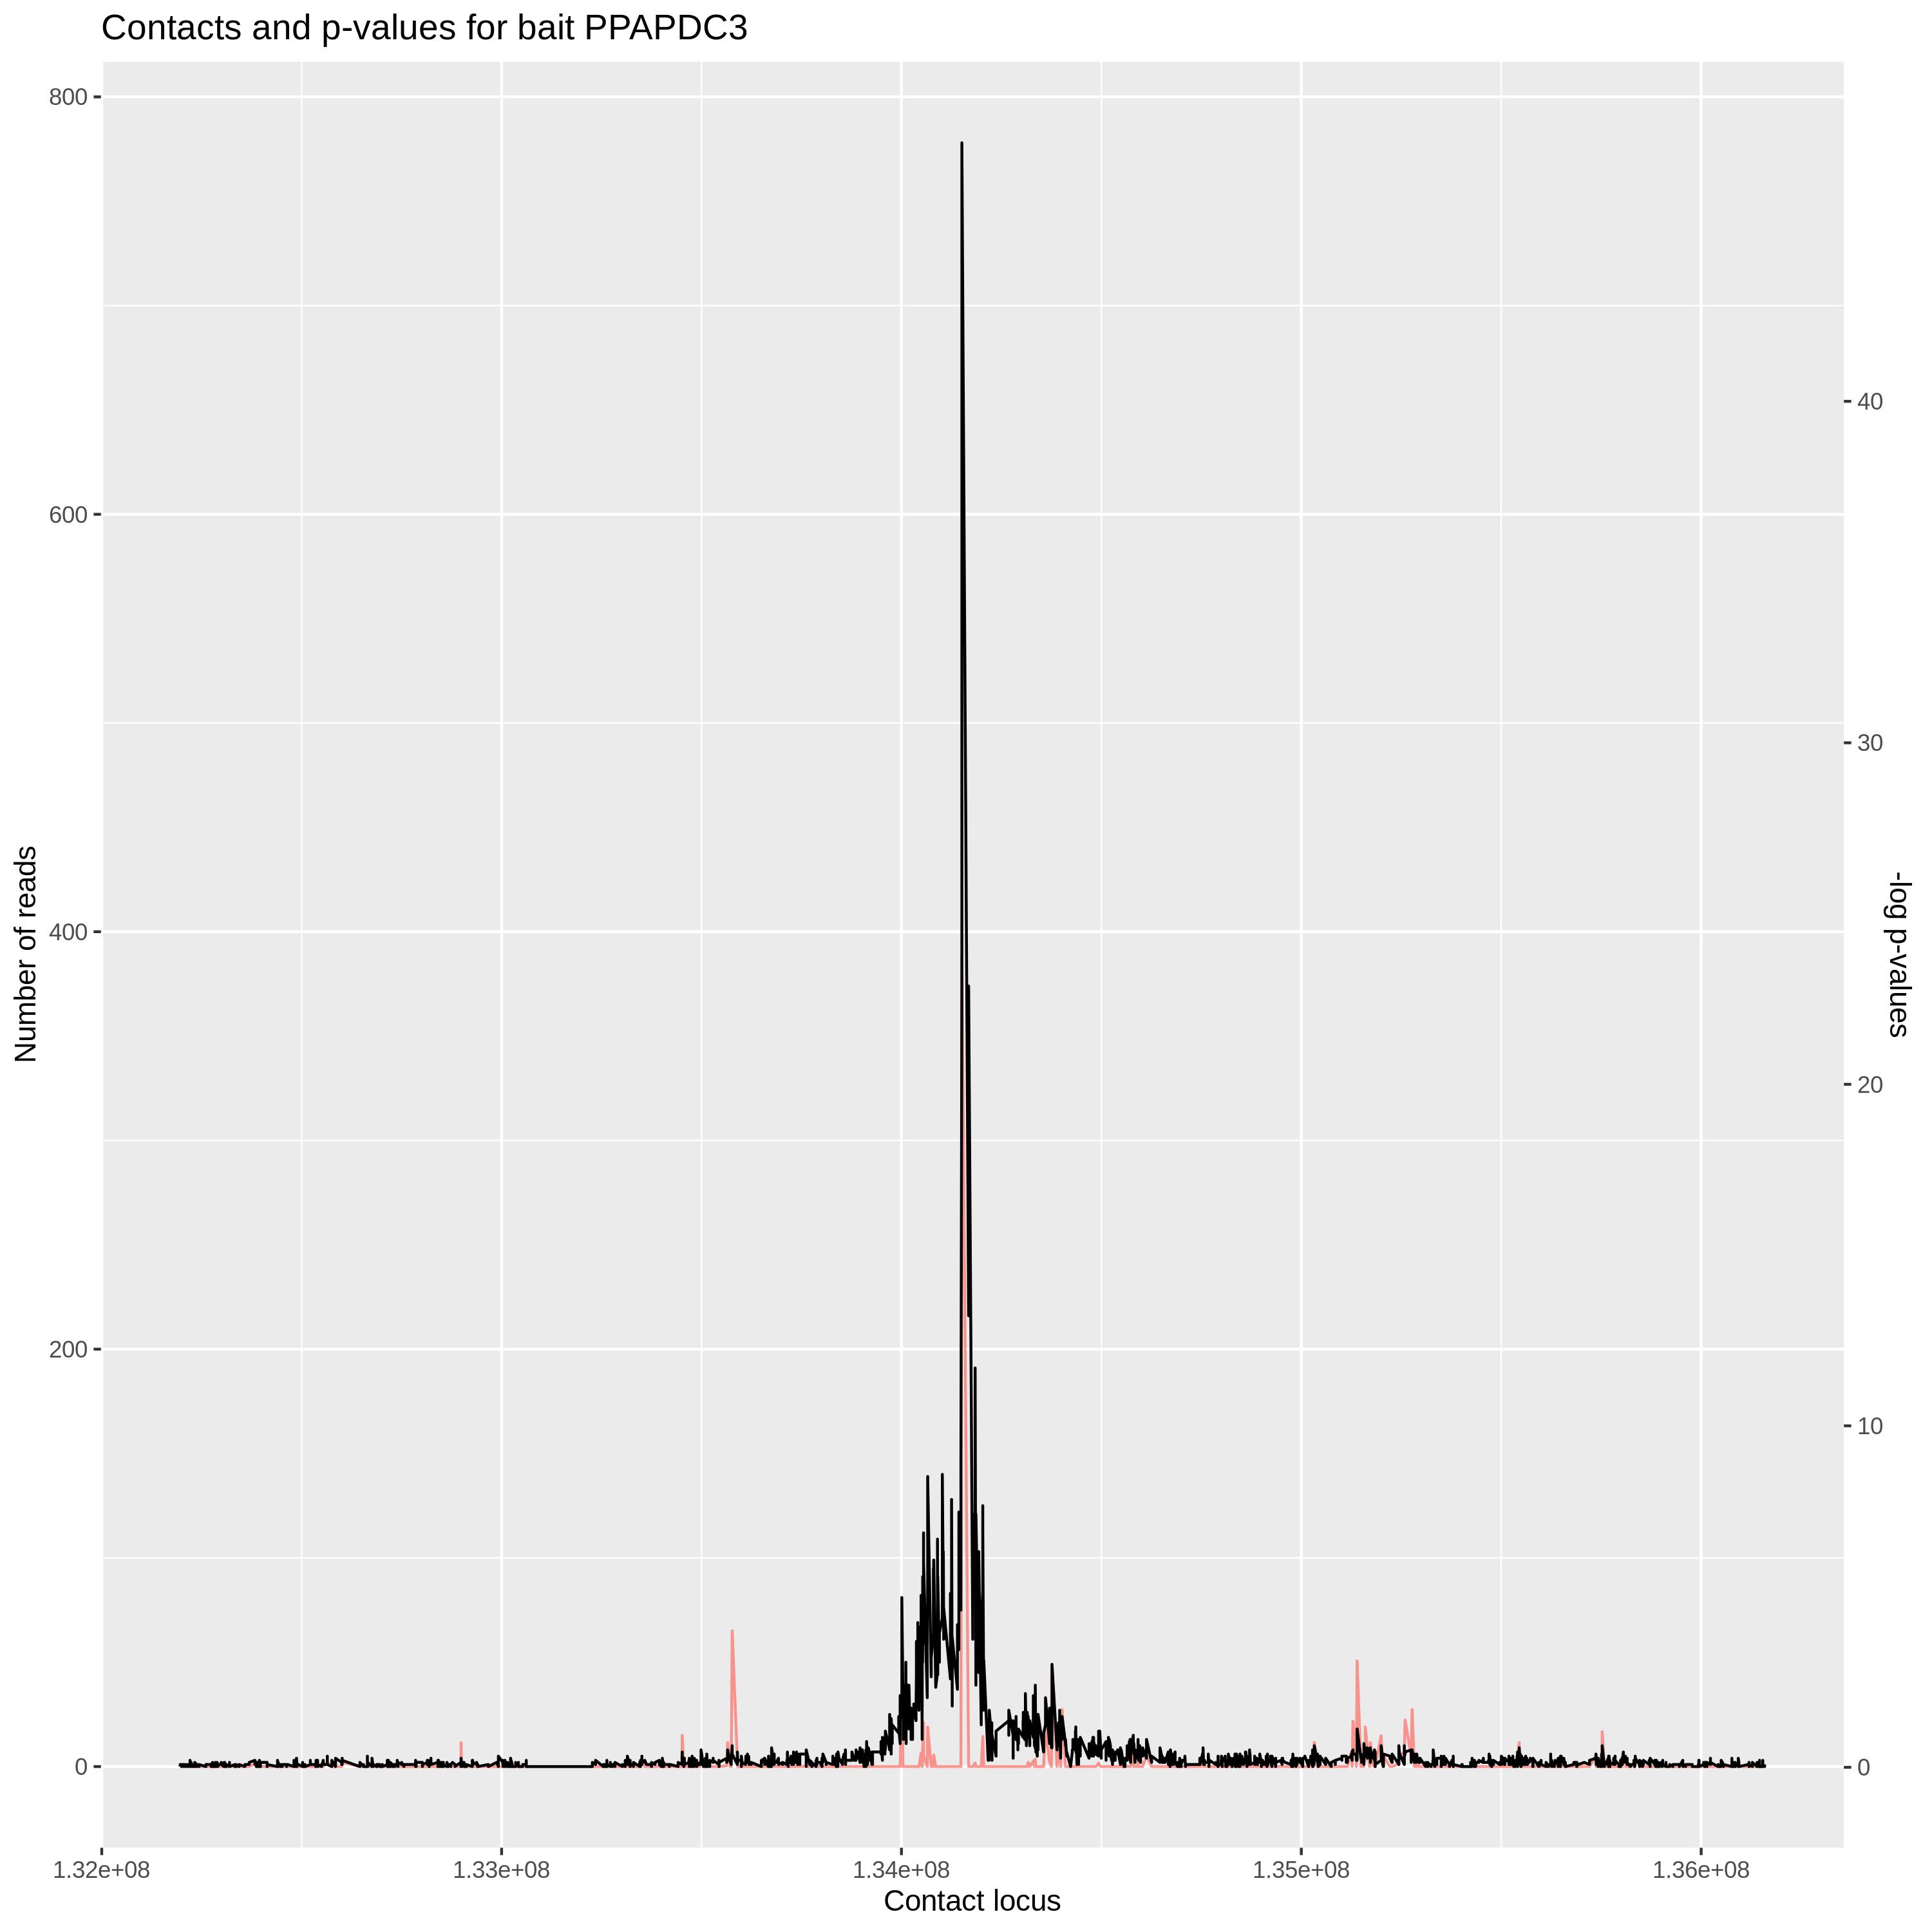 Contacts and p-values for bait PPAPDC3
800
600
400
200
0
Number of reads
40
30
20
10
0
-log p-values
1.32e+08
1.33e+08
1.34e+08
1.35e+08
1.36e+08
Contact locus